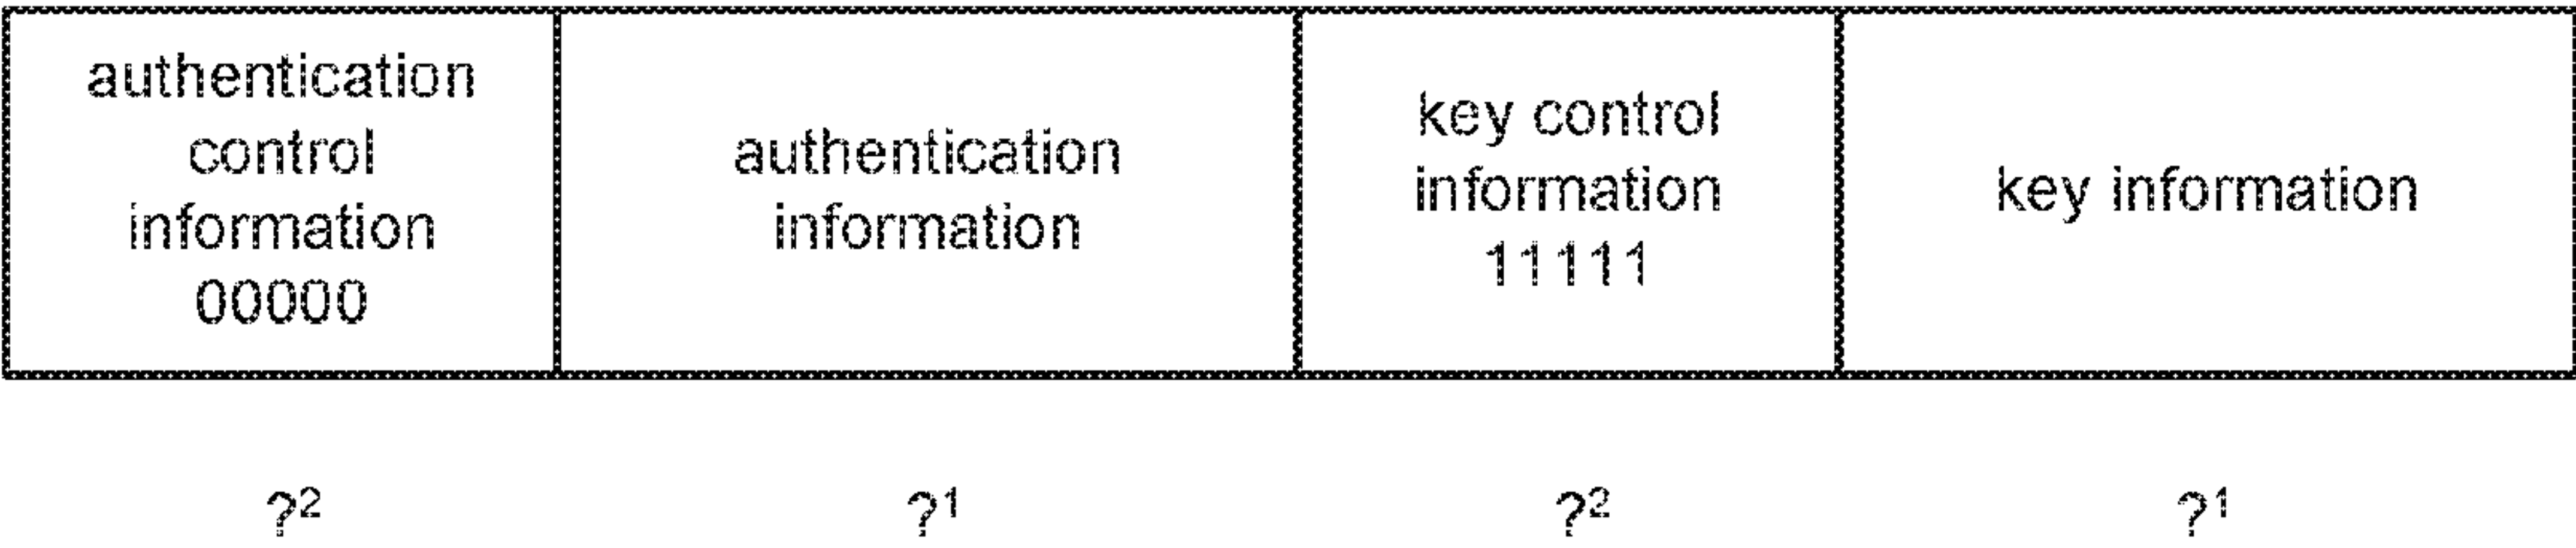 authentication
control
information
00000
authentication
information
key control
information
11111
key information
?²
?¹
?²
?¹